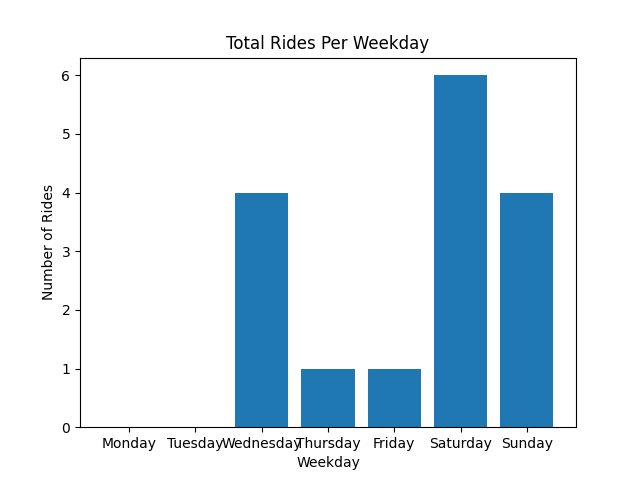 Total Rides Per Weekday
6
5
4
3
2
1
0
Number of Rides
Monday Tuesday Wednesday Thursday Friday Saturday Sunday
Weekday